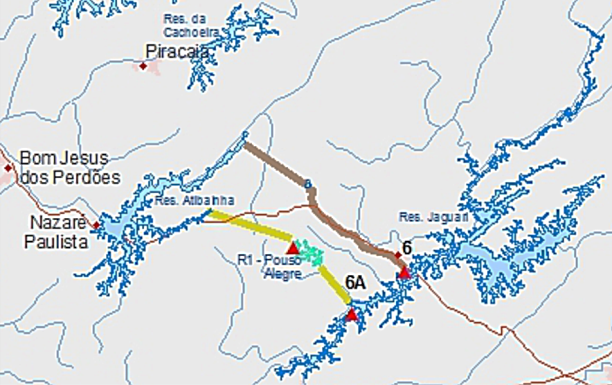 Res. da
Cachoeira
Piracaia
Bom Jesus
dos Perdões
Res. Atibainha
Nazaré
Paulista
Res. Jaguari
6
R1 - Pouso
Alegre
6A